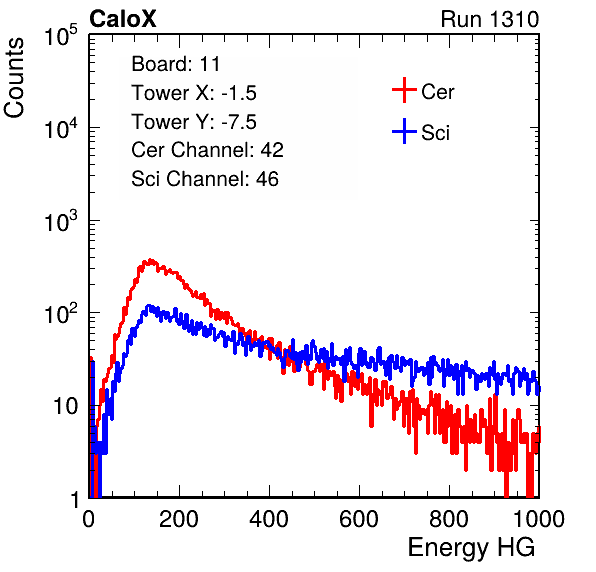 CaloX Run 1310
Counts
10^5
10^4
10^3
10^2
10
1
Board: 11
Tower X: -1.5
Tower Y: -7.5
Cer Channel: 42
Sci Channel: 46
Cer
Sci
0 200 400 600 800 1000
Energy HG